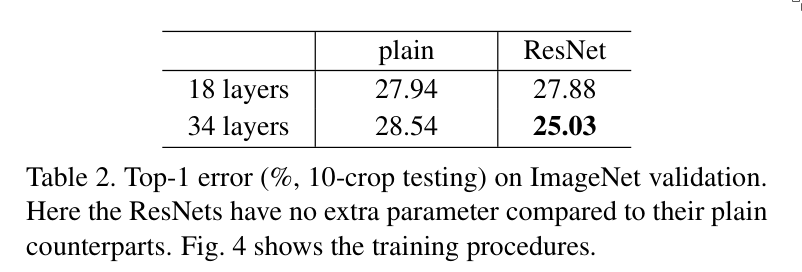 plain ResNet
18 layers 27.94 27.88
34 layers 28.54 25.03
Table 2. Top-1 error (%, 10-crop testing) on ImageNet validation.
Here the ResNets have no extra parameter compared to their plain
counterparts. Fig. 4 shows the training procedures.